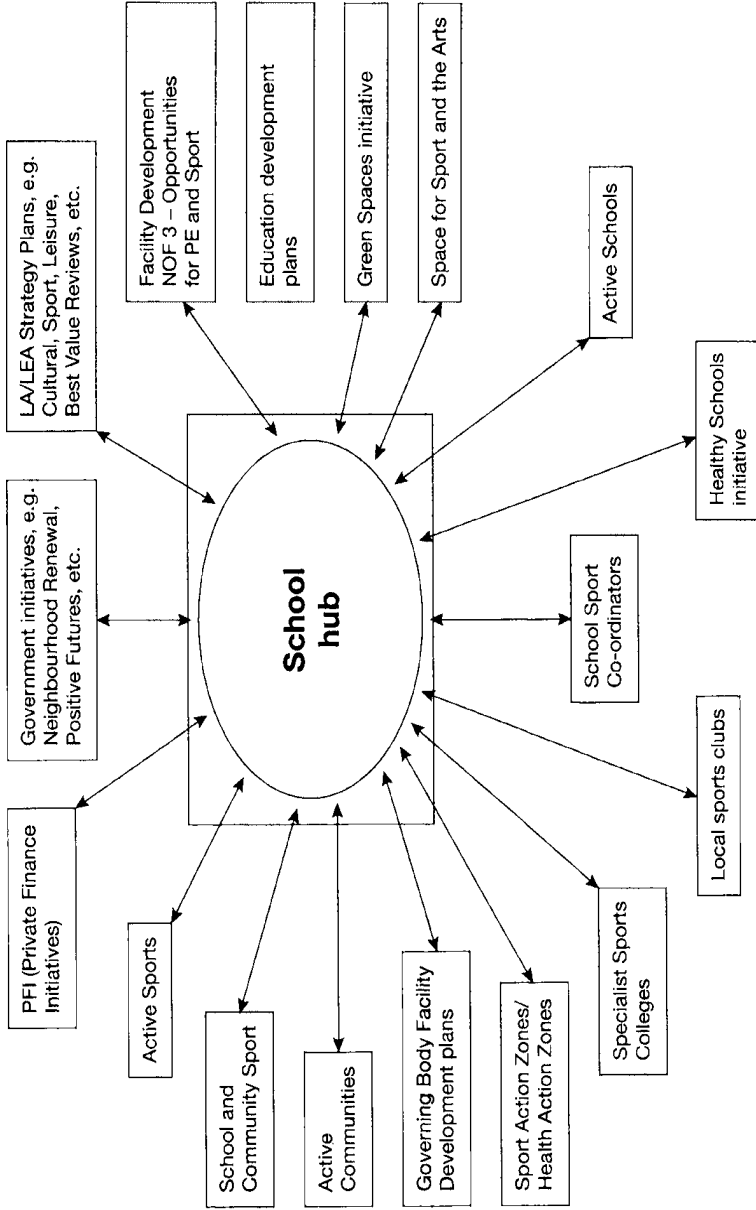 PFI (Private Finance
Initiatives)
Government initiatives, e.g.
Neighbourhood Renewal,
Positive Futures, etc.
LA/LEA Strategy Plans, e.g.
Cultural, Sport, Leisure,
Best Value Reviews, etc.
Facility Development
NOF 3 – Opportunities
for PE and Sport
Education development
plans
Green Spaces initiative
Space for Sport and the Arts
Active Schools
Healthy Schools
initiative
School Sport
Co-ordinators
Local sports clubs
Specialist Sports
Colleges
Sport Action Zones/
Health Action Zones
Governing Body Facility
Development plans
Active
Communities
School and
Community Sport
Active Sports
School
hub